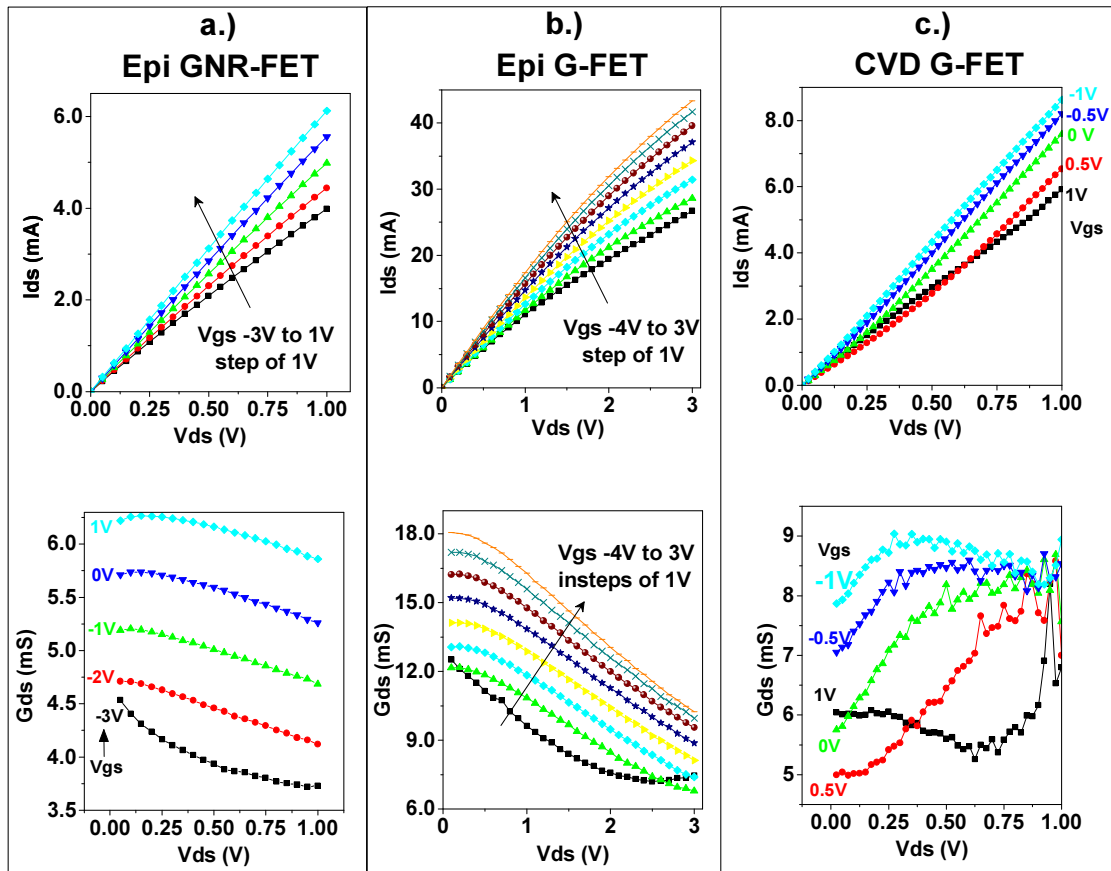 a.)
Epi GNR-FET
6.0
4.0
2.0
0.0
Ids (mA)
Vgs -3V to 1V
step of 1V
0.00 0.25 0.50 0.75 1.00
Vds (V)
1V
0V
-1V
-2V
-3V
Vgs
6.0
5.5
5.0
4.5
4.0
3.5
Gds (mS)
0.00 0.25 0.50 0.75 1.00
Vds (V)
b.)
Epi G-FET
40
30
20
10
0
Ids (mA)
Vgs -4V to 3V
step of 1V
0 1 2 3
Vds (V)
18.0
15.0
12.0
9.0
6.0
Gds (mS)
Vgs -4V to 3V
insteps of 1V
0 1 2 3
Vds (V)
c.)
CVD G-FET
8.0
6.0
4.0
2.0
0.0
Ids (mA)
-1V
-0.5V
0 V
0.5V
1V
Vgs
0.00 0.25 0.50 0.75 1.00
Vds (V)
9
8
7
6
5
Gds (mS)
Vgs
-1V
-0.5V
1V
0V
0.5V
0.00 0.25 0.50 0.75 1.00
Vds (V)